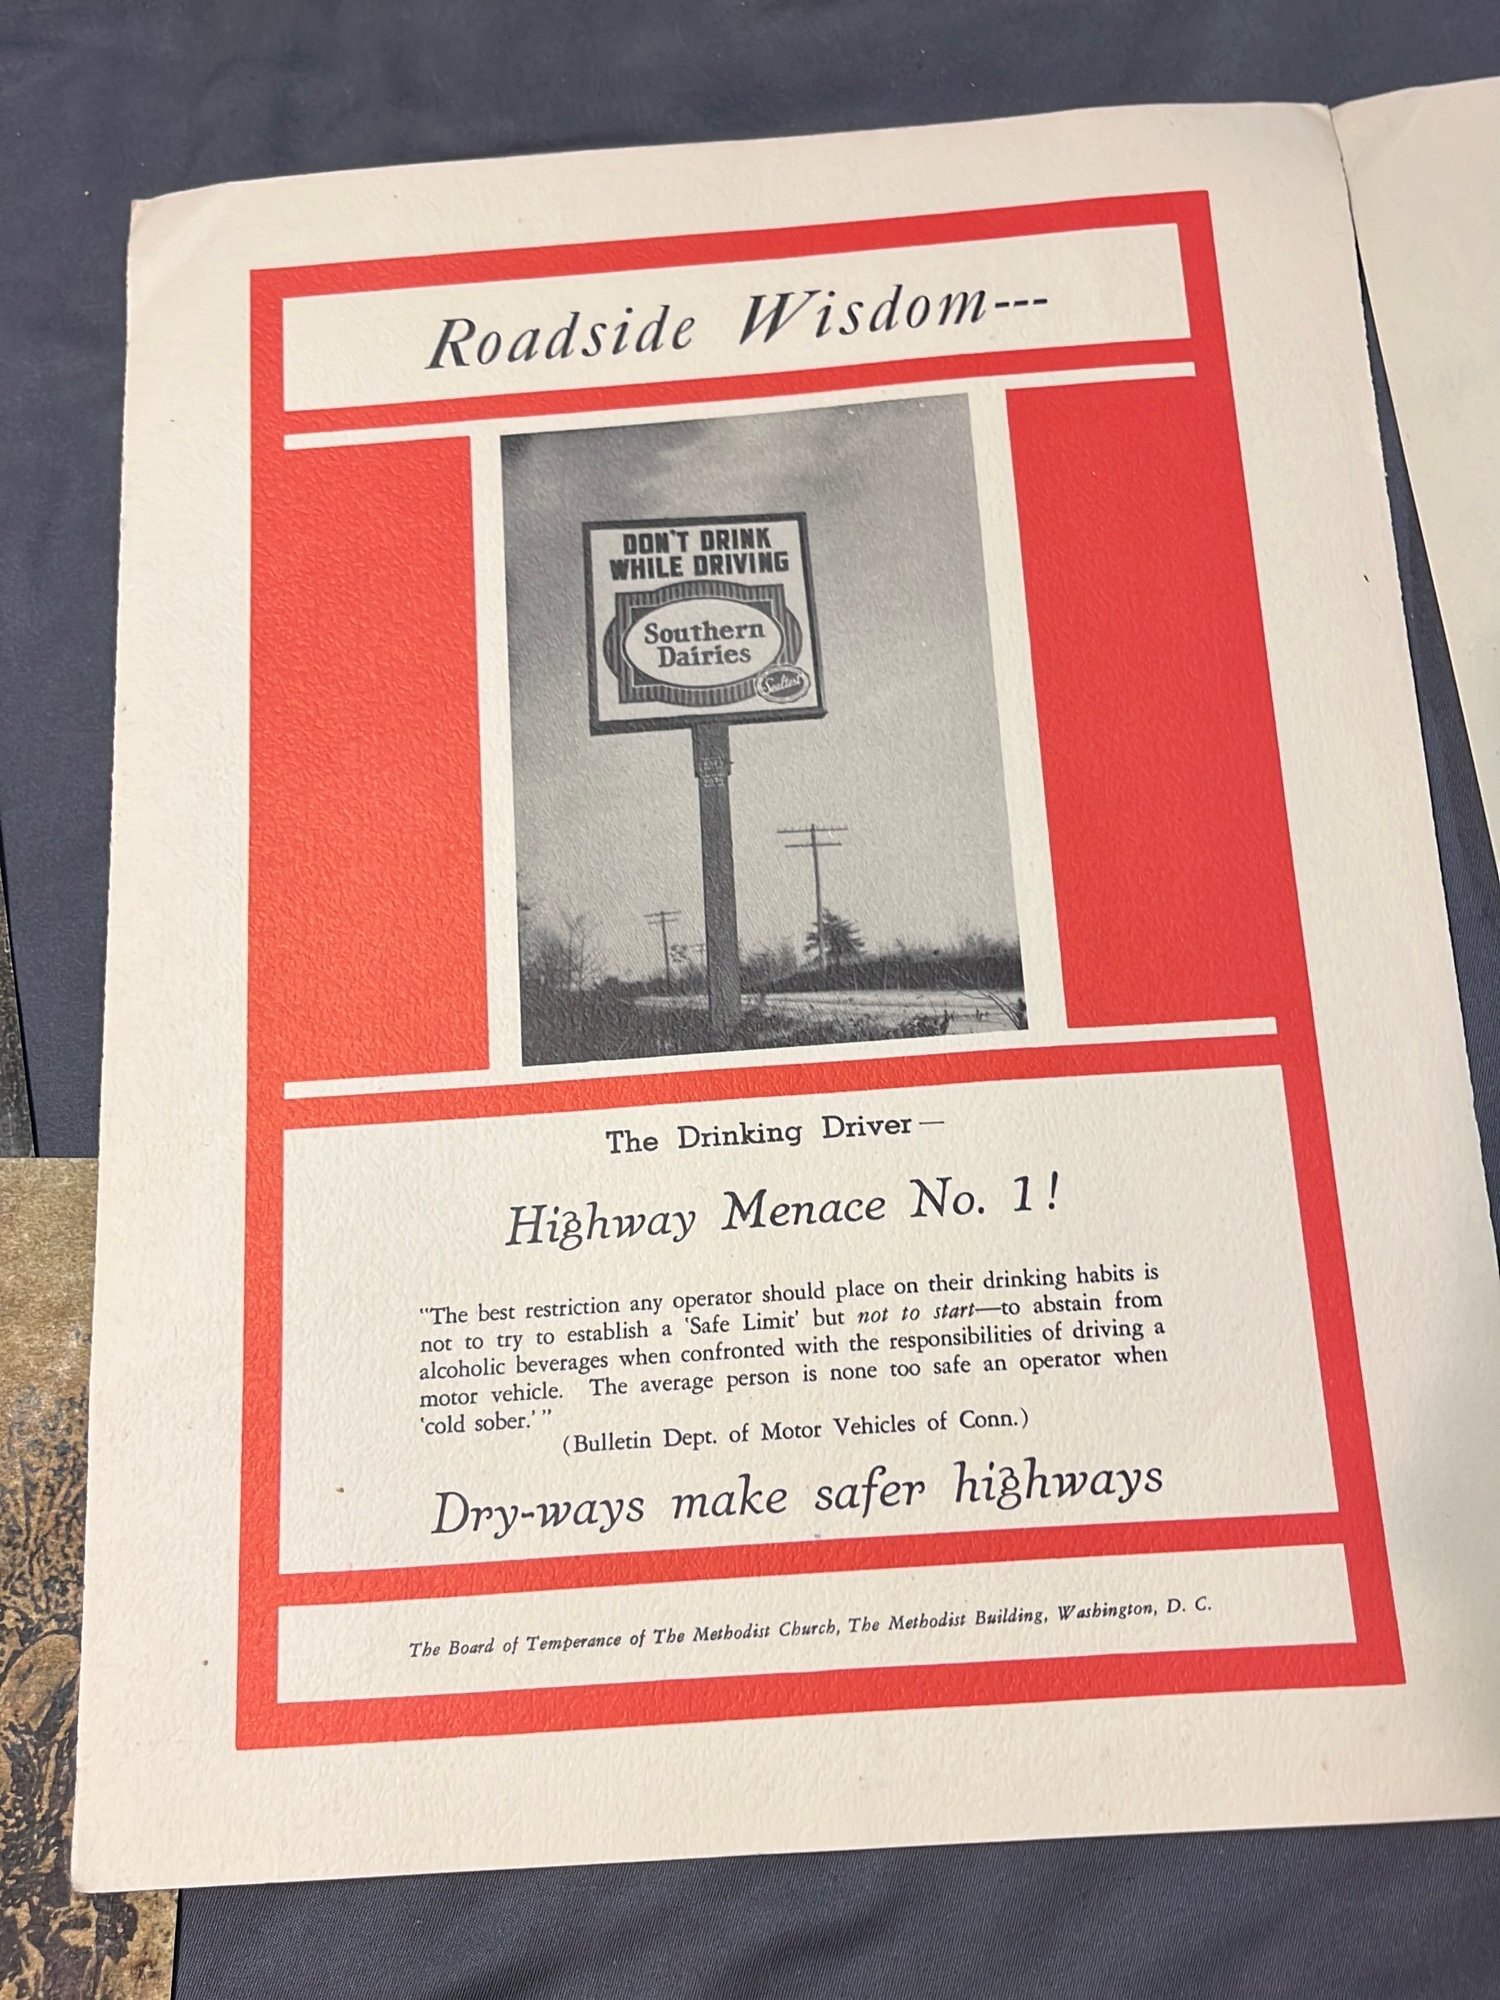 Roadside Wisdom---
DON'T DRINK
WHILE DRIVING
Southern
Dairies
Sealtest
The Drinking Driver—
Highway Menace No. 1!
"The best restriction any operator should place on their drinking habits is
not to try to establish a 'Safe Limit' but not to start—to abstain from
alcoholic beverages when confronted with the responsibilities of driving a
motor vehicle. The average person is none too safe an operator when
'cold sober.'"
(Bulletin Dept. of Motor Vehicles of Conn.)
Dry-ways make safer highways
The Board of Temperance of The Methodist Church, The Methodist Building, Washington, D. C.